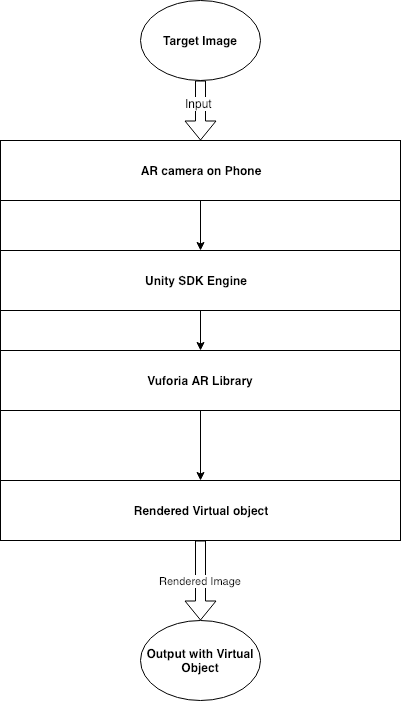 Target Image
Input
AR camera on Phone
Unity SDK Engine
Vuforia AR Library
Rendered Virtual object
Rendered Image
Output with Virtual
Object